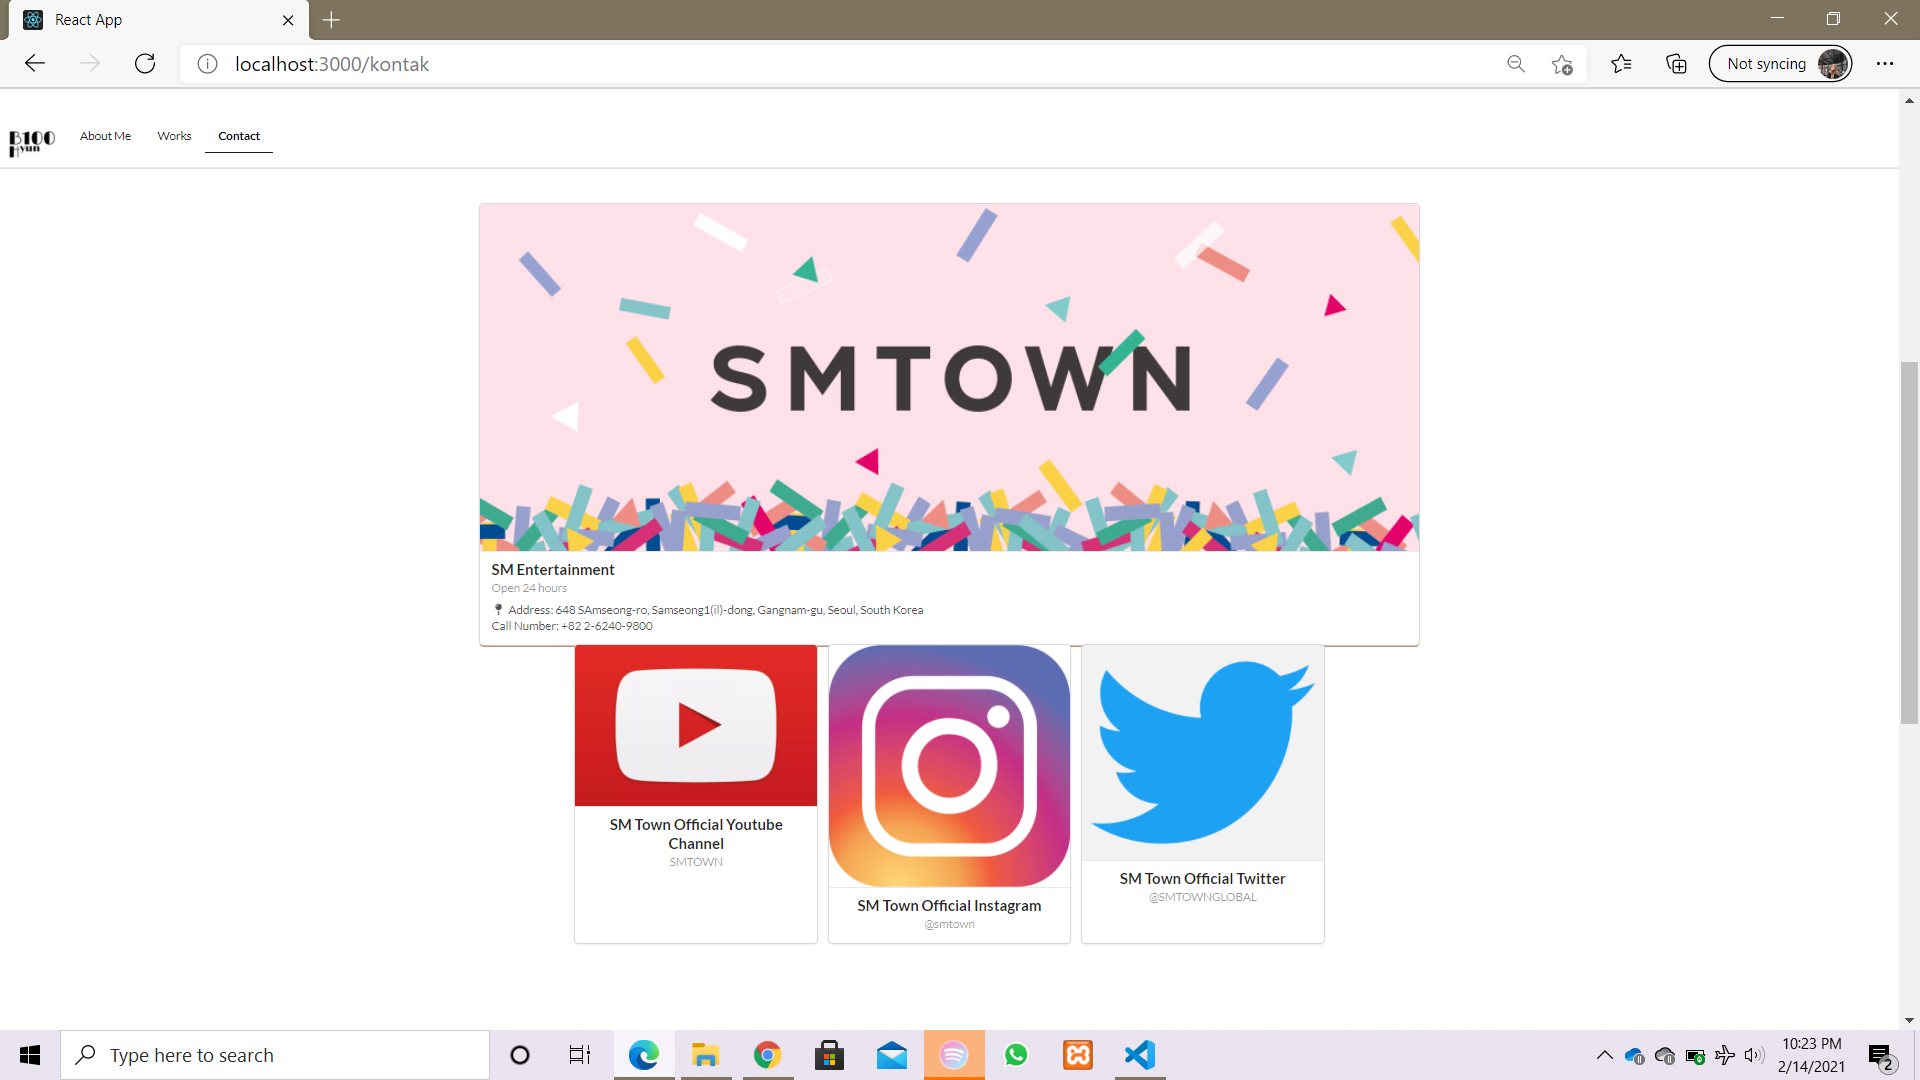 React App
localhost:3000/kontak
Not syncing
B100
Hyun
About Me
Works
Contact
SMTOWN
SM Entertainment
Open 24 hours
Address: 648 SAmseong-ro, Samseong1(il)-dong, Gangnam-gu, Seoul, South Korea
Call Number: +82 2-6240-9800
SM Town Official Youtube
Channel
SMTOWN
SM Town Official Instagram
@smtown
SM Town Official Twitter
@SMTOWNGLOBAL
Type here to search
10:23 PM
2/14/2021
2